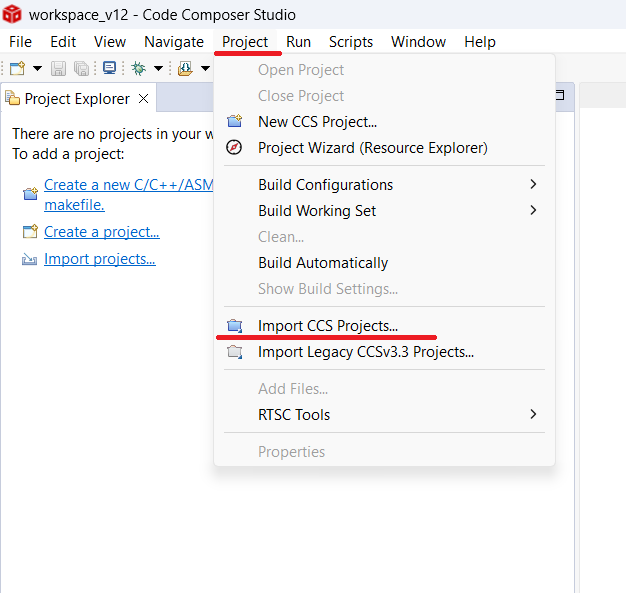 workspace_v12 - Code Composer Studio
File Edit View Navigate Project Run Scripts Window Help
Project Explorer
There are no projects in your w
To add a project:
Create a new C/C++/ASM
makefile.
Create a project...
Import projects...
Open Project
Close Project
New CCS Project...
Project Wizard (Resource Explorer)
Build Configurations
Build Working Set
Clean...
Build Automatically
Show Build Settings...
Import CCS Projects...
Import Legacy CCSv3.3 Projects...
Add Files...
RTSC Tools
Properties